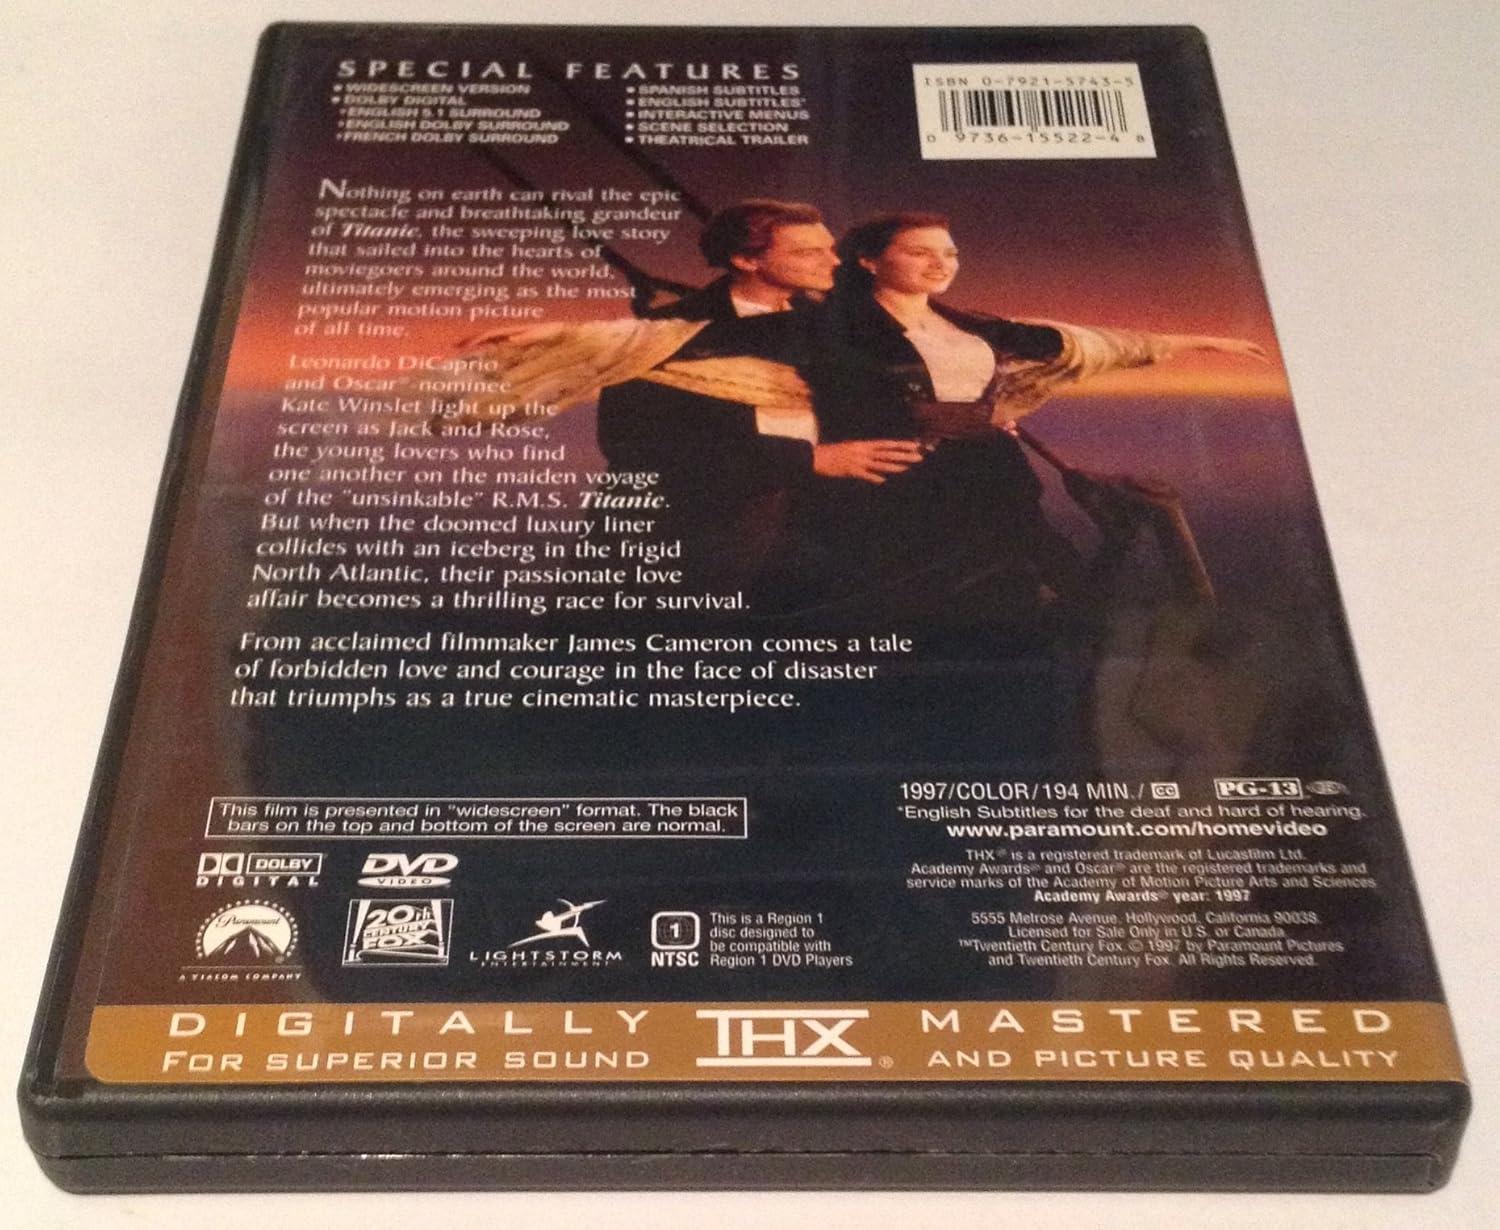 SPECIAL FEATURES
• WIDESCREEN VERSION
• DOLBY DIGITAL
•ENGLISH 5.1 SURROUND
•ENGLISH DOLBY SURROUND
•FRENCH DOLBY SURROUND
• SPANISH SUBTITLES
• ENGLISH SUBTITLES*
• INTERACTIVE MENUS
• SCENE SELECTION
• THEATRICAL TRAILER
ISBN 0-7921-5743-5
0 9736-15522-4 8
Nothing on earth can rival the epic
spectacle and breathtaking grandeur
of Titanic, the sweeping love story
that sailed into the hearts of
moviegoers around the world,
ultimately emerging as the most
popular motion picture
of all time.
Leonardo DiCaprio
and Oscar® nominee
Kate Winslet light up the
screen as Jack and Rose,
the young lovers who find
one another on the maiden voyage
of the "unsinkable" R.M.S. Titanic.
But when the doomed luxury liner
collides with an iceberg in the frigid
North Atlantic, their passionate love
affair becomes a thrilling race for survival.
From acclaimed filmmaker James Cameron comes a tale
of forbidden love and courage in the face of disaster
that triumphs as a true cinematic masterpiece.
This film is presented in "widescreen" format. The black
bars on the top and bottom of the screen are normal.
1997/COLOR/194 MIN./ CC PG-13
*English Subtitles for the deaf and hard of hearing.
www.paramount.com/homevideo
THX® is a registered trademark of Lucasfilm Ltd.
Academy Awards® and Oscar® are the registered trademarks and
service marks of the Academy of Motion Picture Arts and Sciences
Academy Awards® year: 1997
5555 Melrose Avenue, Hollywood, California 90038
Licensed for Sale Only in U.S. or Canada
™Twentieth Century Fox. © 1997 by Paramount Pictures
and Twentieth Century Fox. All Rights Reserved.
DOLBY
DIGITAL
DVD
VIDEO
Paramount
A VIACOM COMPANY
20th
CENTURY
FOX
LIGHTSTORM
ENTERTAINMENT
1
NTSC
This is a Region 1
disc designed to
be compatible with
Region 1 DVD Players
DIGITALLY THX® MASTERED
FOR SUPERIOR SOUND AND PICTURE QUALITY